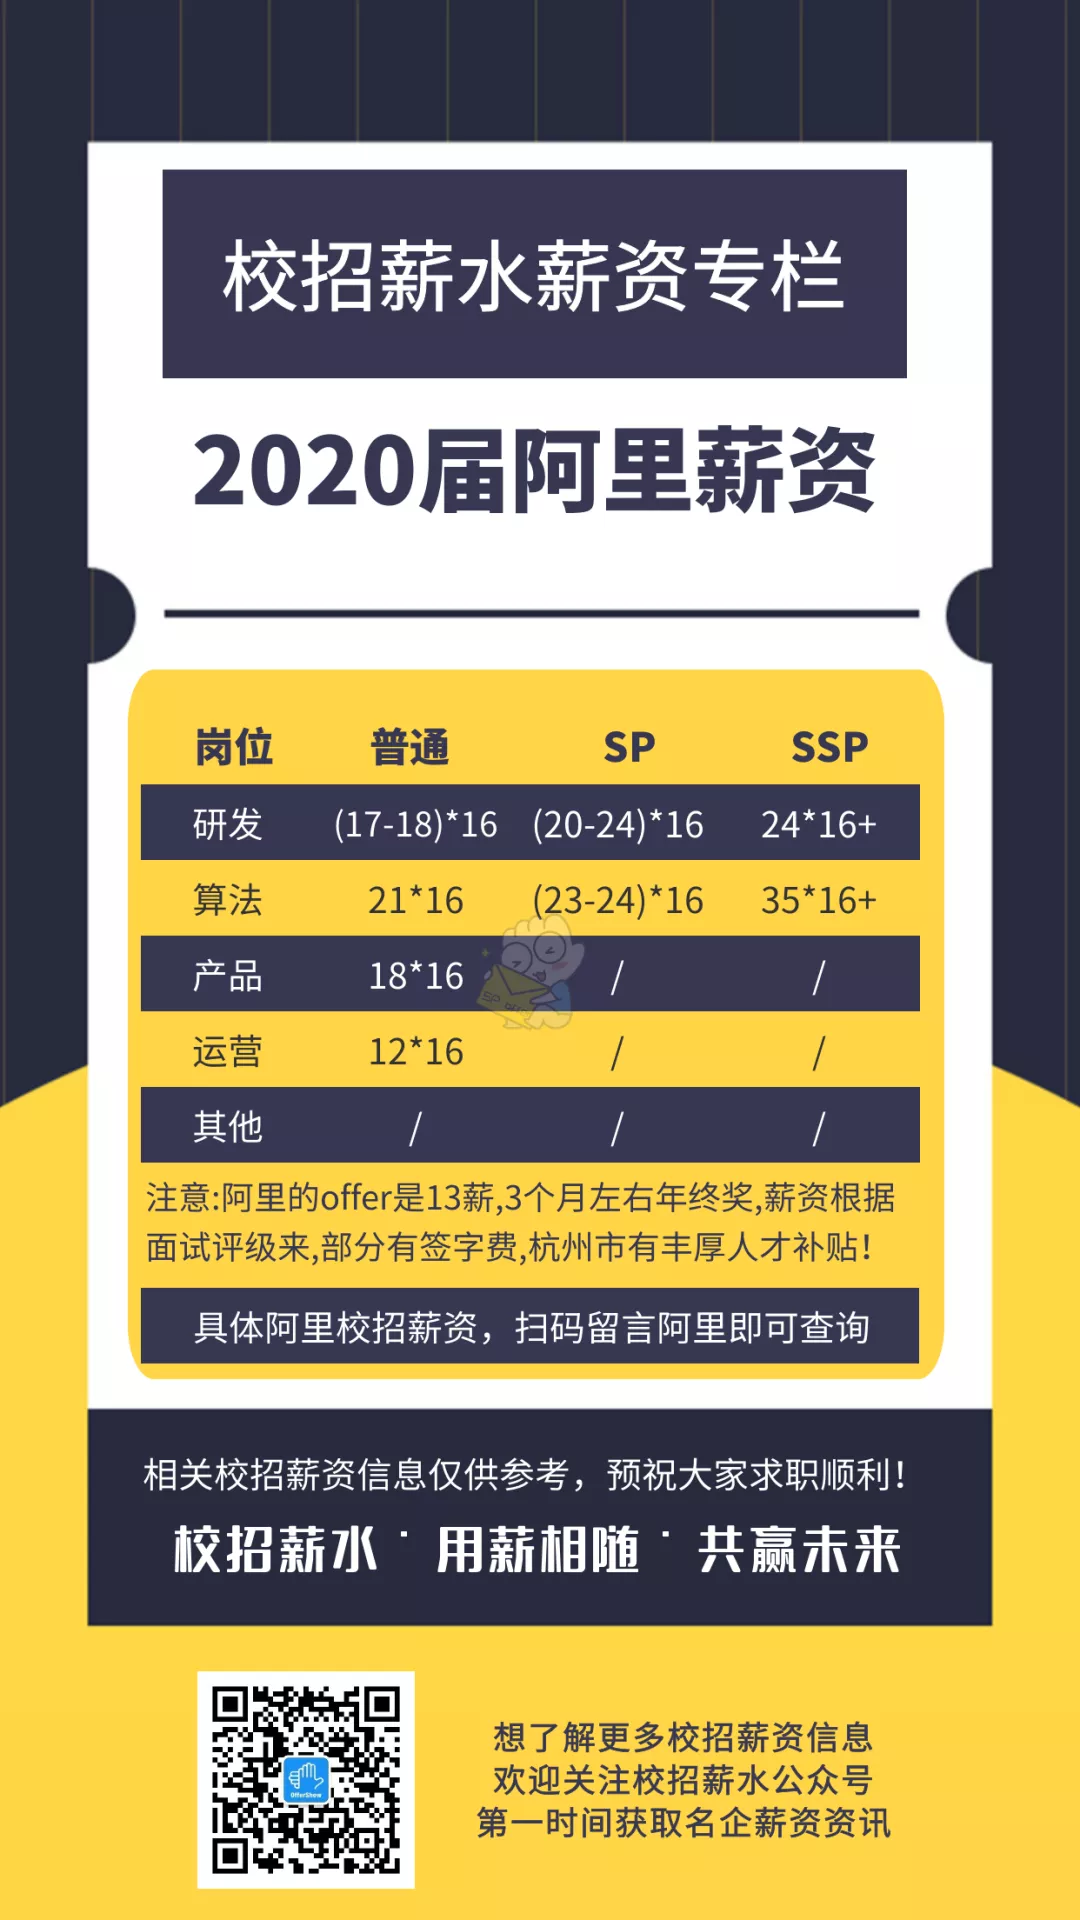 校招薪水薪资专栏
2020届阿里薪资
岗位 普通 SP SSP
研发 (17-18)*16 (20-24)*16 24*16+
算法 21*16 (23-24)*16 35*16+
产品 18*16 / /
运营 12*16 / /
其他 / / /
注意:阿里的offer是13薪,3个月左右年终奖,薪资根据
面试评级来,部分有签字费,杭州市有丰厚人才补贴!
具体阿里校招薪资，扫码留言阿里即可查询
相关校招薪资信息仅供参考，预祝大家求职顺利!
校招薪水·用薪相随·共赢未来
OfferShow
想了解更多校招薪资信息
欢迎关注校招薪水公众号
第一时间获取名企薪资资讯